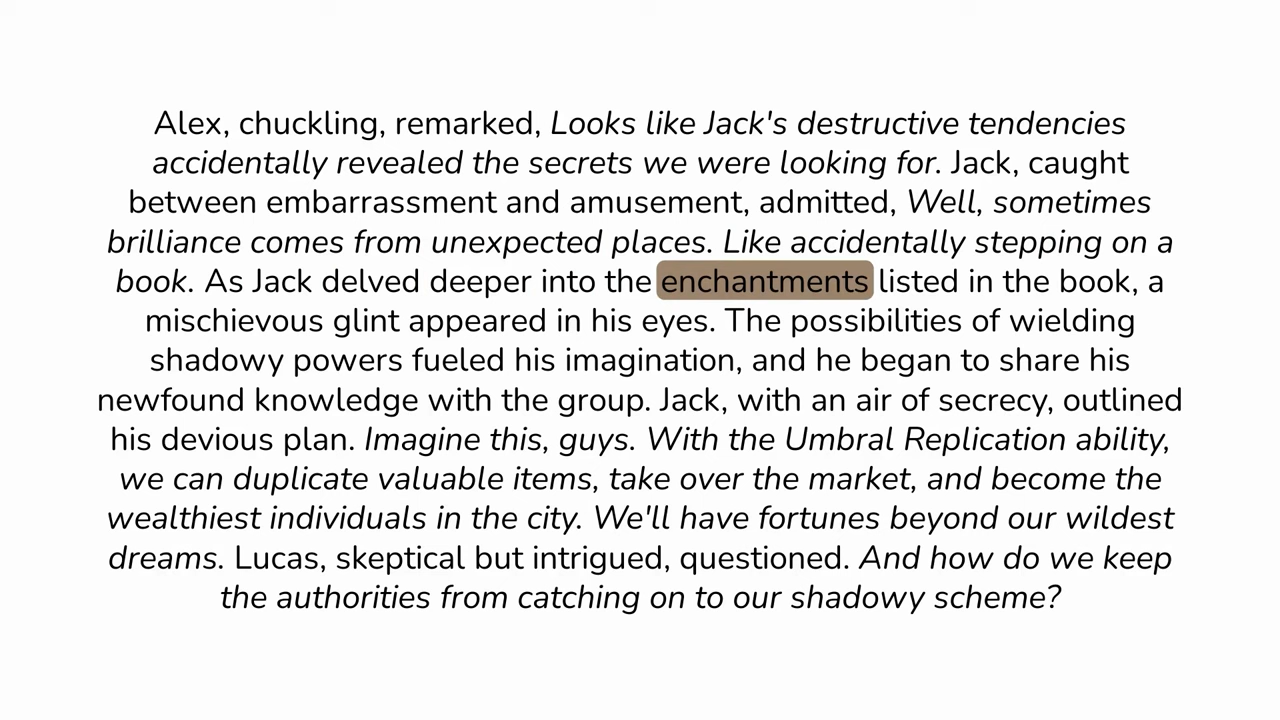 Alex, chuckling, remarked, Looks like Jack's destructive tendencies
accidentally revealed the secrets we were looking for. Jack, caught
between embarrassment and amusement, admitted, Well, sometimes
brilliance comes from unexpected places. Like accidentally stepping on a
book. As Jack delved deeper into the enchantments listed in the book, a
mischievous glint appeared in his eyes. The possibilities of wielding
shadowy powers fueled his imagination, and he began to share his
newfound knowledge with the group. Jack, with an air of secrecy, outlined
his devious plan. Imagine this, guys. With the Umbral Replication ability,
we can duplicate valuable items, take over the market, and become the
wealthiest individuals in the city. We'll have fortunes beyond our wildest
dreams. Lucas, skeptical but intrigued, questioned. And how do we keep
the authorities from catching on to our shadowy scheme?